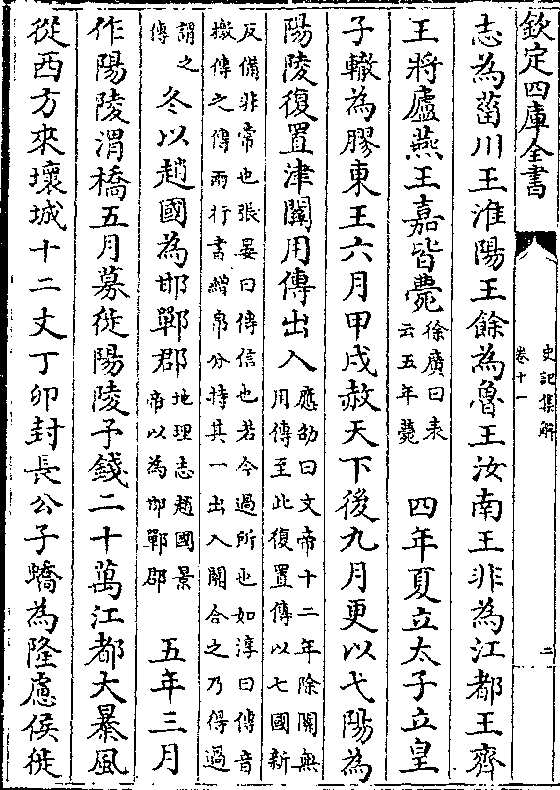 欽定四庫全書
史記集解
卷十一
二
志為菑川王淮陽王餘為魯王汝南王非為江都王齊
王將廬燕王嘉皆薨
徐廣曰表
云五年薨
四年夏立太子立皇
子轍為膠東王六月甲戌赦天下後九月更以弋陽為
陽陵復置津關用傳出入
應劭曰文帝十二年除關無
用傳至此復置傳以七國新
反備非常也張晏曰傳信也若今過所也如淳曰傳音
檄傳之傳兩行書繒帛分持其一出入關合之乃得過
謂之
傳
冬以趙國為邯鄲郡
地理志趙國景
帝以為邯鄲郡
五年三月
作陽陵渭橋五月募徙陽陵予錢二十萬江都大暴風
從西方來壞城十二丈丁卯封長公子蟜為隆慮侯徙